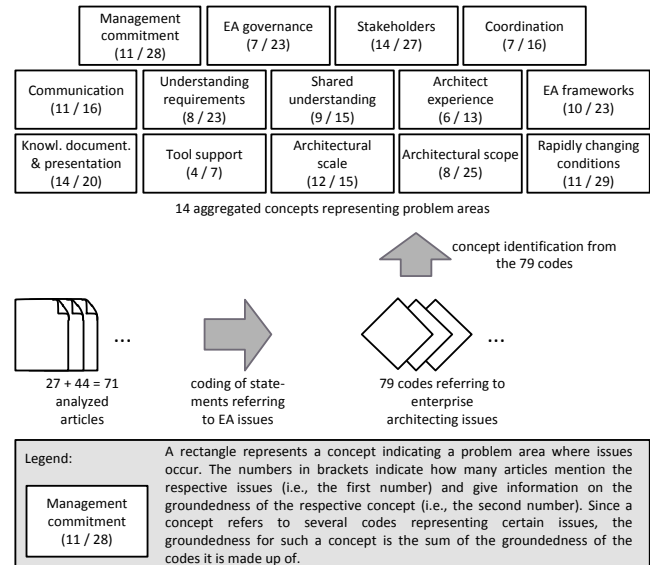 Management
commitment
(11 / 28)
EA governance
(7 / 23)
Stakeholders
(14 / 27)
Coordination
(7 / 16)
Communication
(11 / 16)
Understanding
requirements
(8 / 23)
Shared
understanding
(9 / 15)
Architect
experience
(6 / 13)
EA frameworks
(10 / 23)
Knowl. document.
& presentation
(14 / 20)
Tool support
(4 / 7)
Architectural
scale
(12 / 15)
Architectural scope
(8 / 25)
Rapidly changing
conditions
(11 / 29)
14 aggregated concepts representing problem areas
concept identification from
the 79 codes
...
...
27 + 44 = 71
analyzed
articles
coding of state-
ments referring
to EA issues
79 codes referring to
enterprise
architecting issues
Legend:
Management
commitment
(11 / 28)
A rectangle represents a concept indicating a problem area where issues
occur. The numbers in brackets indicate how many articles mention the
respective issues (i.e., the first number) and give information on the
groundedness of the respective concept (i.e., the second number). Since a
concept refers to several codes representing certain issues, the
groundedness for such a concept is the sum of the groundedness of the
codes it is made up of.